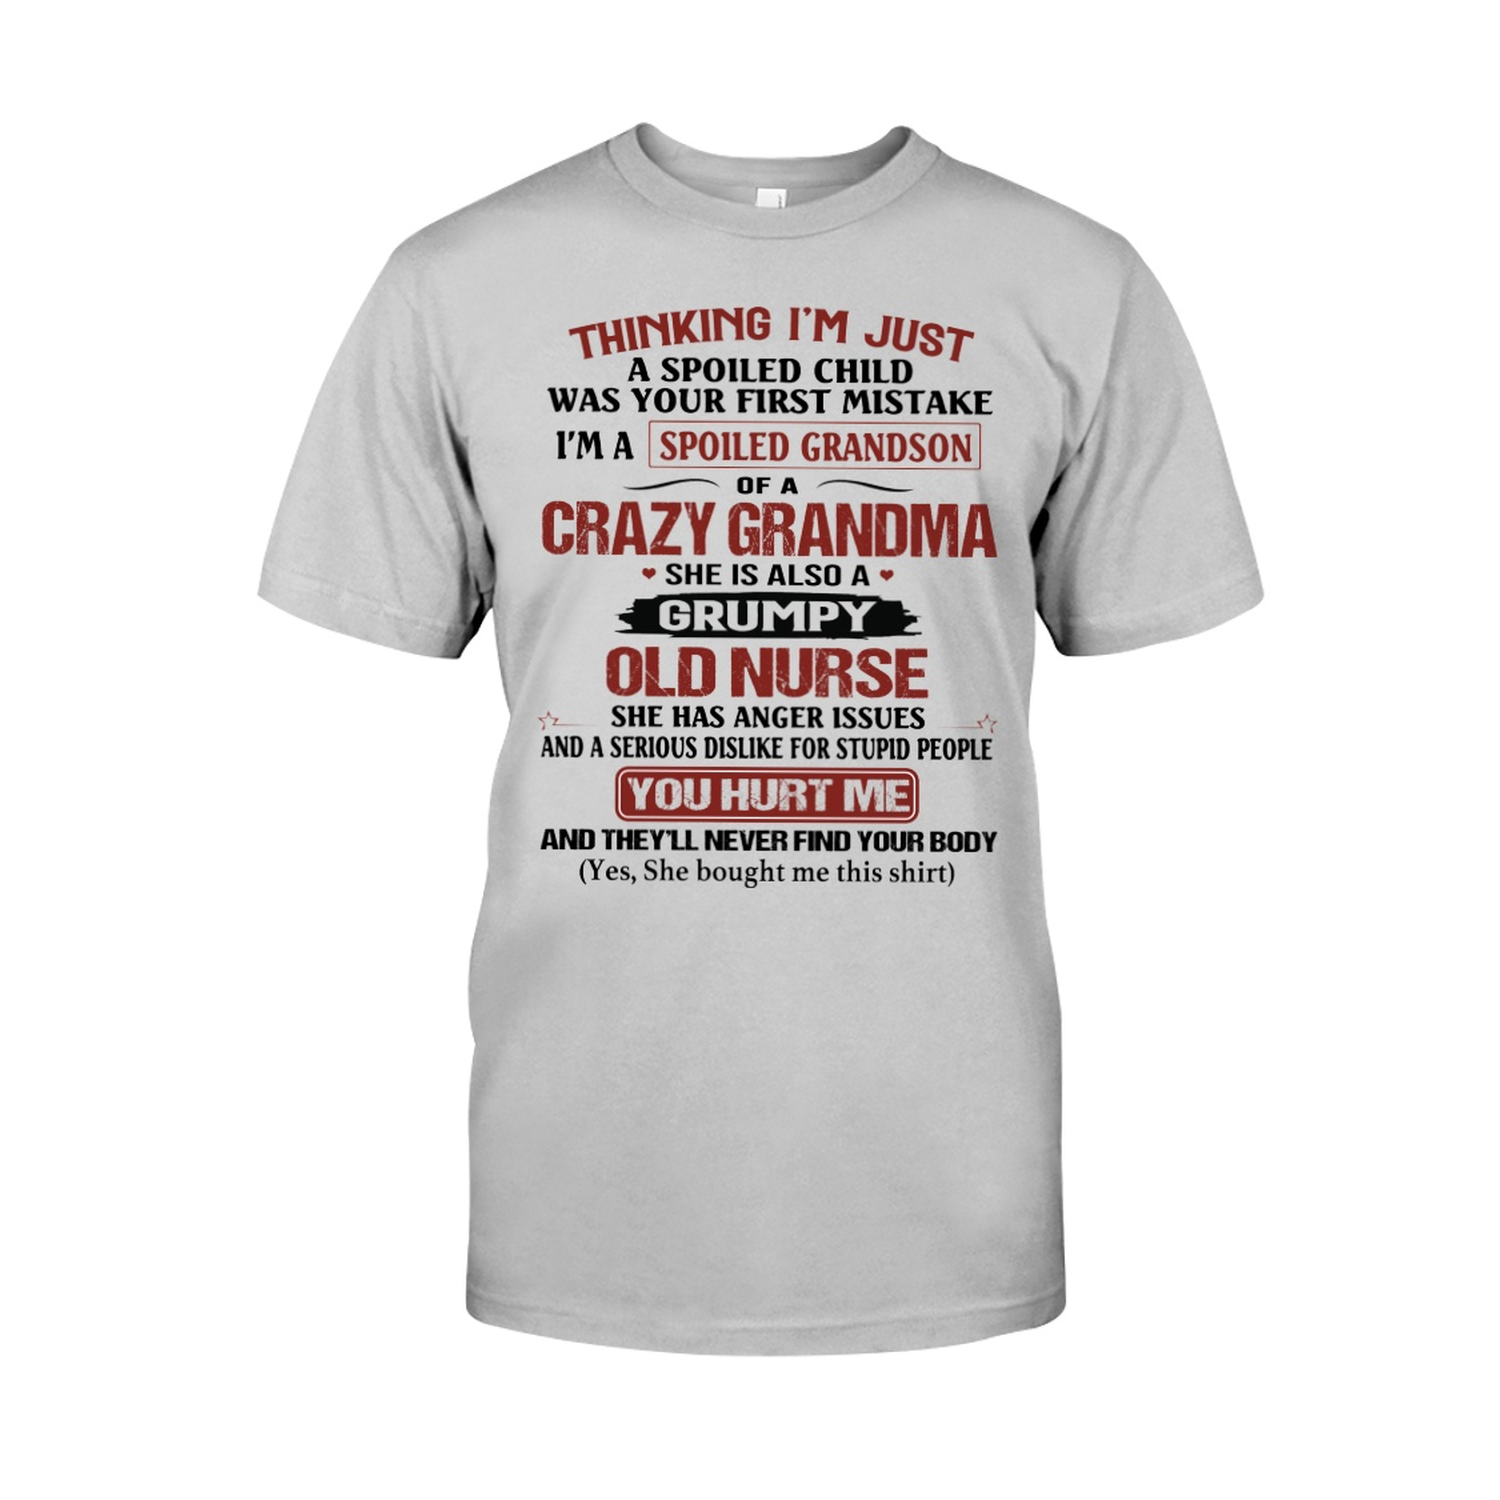 THINKING I'M JUST
A SPOILED CHILD
WAS YOUR FIRST MISTAKE
I'M A SPOILED GRANDSON
OF A
CRAZY GRANDMA
SHE IS ALSO A
GRUMPY
OLD NURSE
SHE HAS ANGER ISSUES
AND A SERIOUS DISLIKE FOR STUPID PEOPLE
YOU HURT ME
AND THEY'LL NEVER FIND YOUR BODY
(Yes, She bought me this shirt)